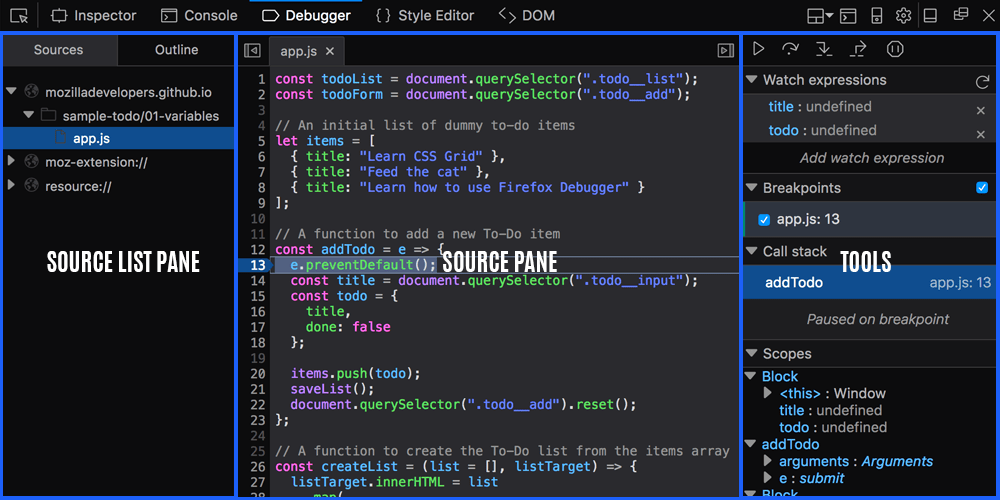 Inspector Console Debugger Style Editor DOM
Sources Outline
mozilladevelopers.github.io
sample-todo/01-variables
app.js
moz-extension://
resource://
SOURCE LIST PANE
app.js
1 const todoList = document.querySelector(".todo__list");
2 const todoForm = document.querySelector(".todo__add");
3
4 // An initial list of dummy to-do items
5 let items = [
6 { title: "Learn CSS Grid" },
7 { title: "Feed the cat" },
8 { title: "Learn how to use Firefox Debugger" }
9 ];
10
11 // A function to add a new To-Do item
12 const addTodo = e => {
13 e.preventDefault();
SOURCE PANE
14 const title = document.querySelector(".todo__input");
15 const todo = {
16 title,
17 done: false
18 };
19
20 items.push(todo);
21 saveList();
22 document.querySelector(".todo__add").reset();
23 };
24
25 // A function to create the To-Do list from the items array
26 const createList = (list = [], listTarget) => {
27 listTarget.innerHTML = list
Watch expressions
title : undefined
todo : undefined
Add watch expression
Breakpoints
app.js: 13
Call stack
TOOLS
addTodo app.js: 13
Paused on breakpoint
Scopes
Block
<this> : Window
title : undefined
todo : undefined
addTodo
arguments : Arguments
e : submit
Block